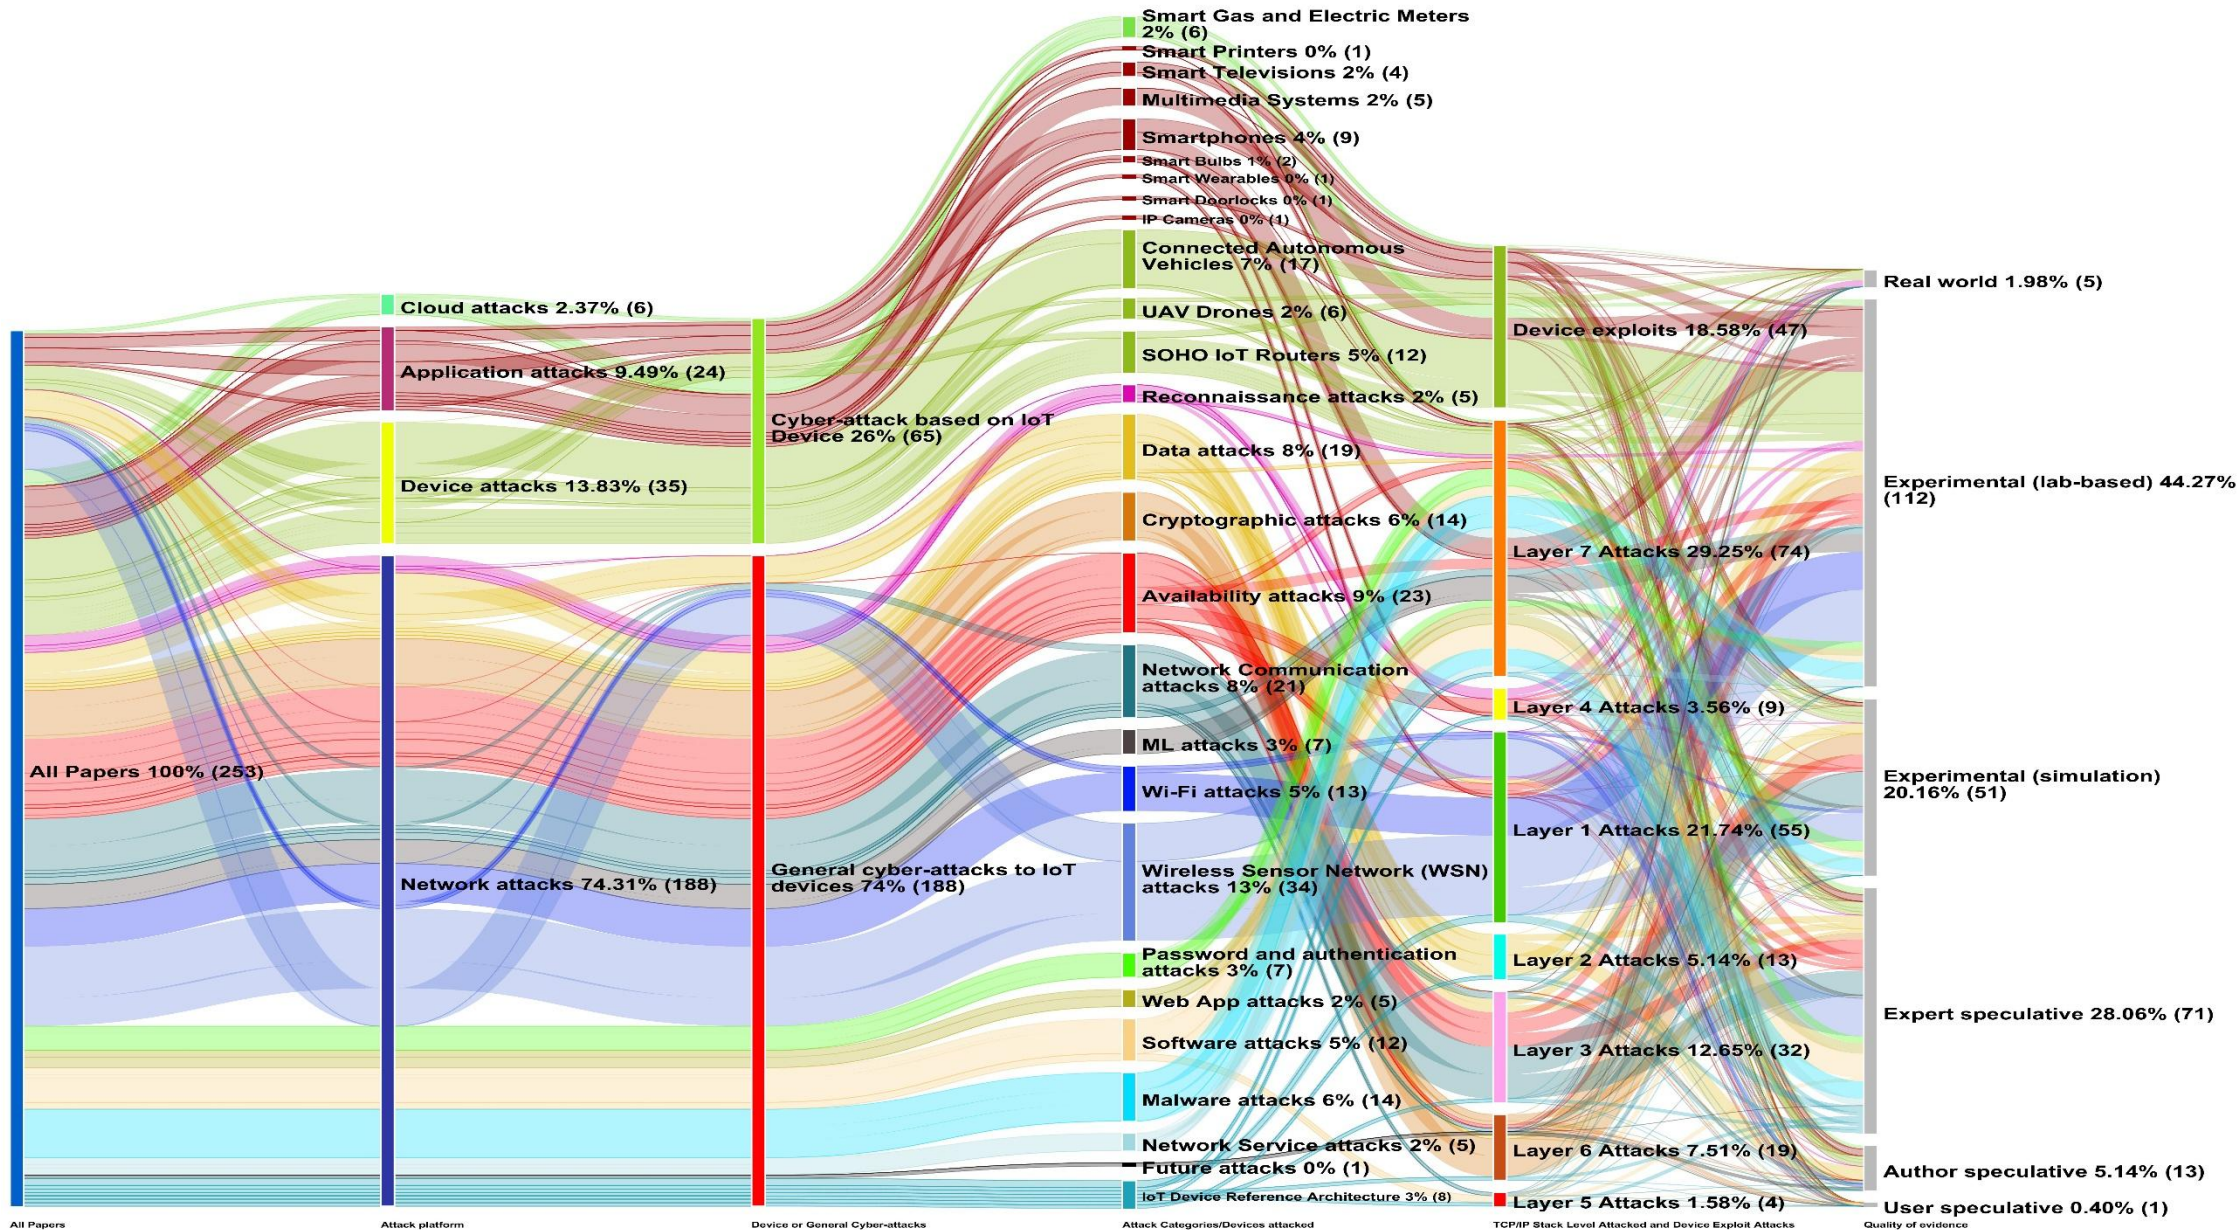 All Papers 100% (253)
Cloud attacks 2.37% (6)
Application attacks 9.49% (24)
Device attacks 13.83% (35)
Network attacks 74.31% (188)
Cyber-attack based on IoT
Device 26% (65)
General cyber-attacks to IoT
devices 74% (188)
Smart Gas and Electric Meters
2% (6)
Smart Printers 0% (1)
Smart Televisions 2% (4)
Multimedia Systems 2% (5)
Smartphones 4% (9)
Smart Bulbs 1% (2)
Smart Wearables 0% (1)
Smart Doorlocks 0% (1)
IP Cameras 0% (1)
Connected Autonomous
Vehicles 7% (17)
UAV Drones 2% (6)
SOHO IoT Routers 5% (12)
Reconnaissance attacks 2% (5)
Data attacks 8% (19)
Cryptographic attacks 6% (14)
Availability attacks 9% (23)
Network Communication
attacks 8% (21)
ML attacks 3% (7)
Wi-Fi attacks 5% (13)
Wireless Sensor Network (WSN)
attacks 13% (34)
Password and authentication
attacks 3% (7)
Web App attacks 2% (5)
Software attacks 5% (12)
Malware attacks 6% (14)
Network Service attacks 2% (5)
Future attacks 0% (1)
IoT Device Reference Architecture 3% (8)
Device exploits 18.58% (47)
Layer 7 Attacks 29.25% (74)
Layer 4 Attacks 3.56% (9)
Layer 1 Attacks 21.74% (55)
Layer 2 Attacks 5.14% (13)
Layer 3 Attacks 12.65% (32)
Layer 6 Attacks 7.51% (19)
Layer 5 Attacks 1.58% (4)
Real world 1.98% (5)
Experimental (lab-based) 44.27%
(112)
Experimental (simulation)
20.16% (51)
Expert speculative 28.06% (71)
Author speculative 5.14% (13)
User speculative 0.40% (1)
All Papers
Attack platform
Device or General Cyber-attacks
Attack Categories/Devices attacked
TCP/IP Stack Level Attacked and Device Exploit Attacks
Quality of evidence